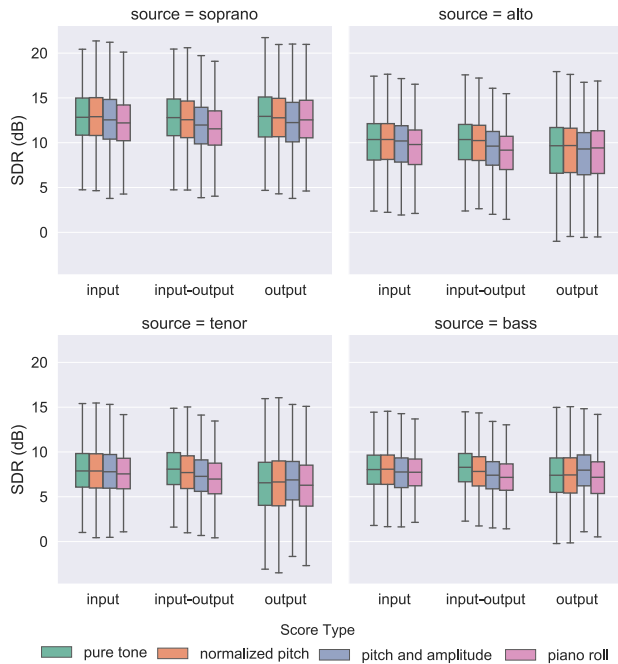 source = soprano
source = alto
SDR (dB)
20
15
10
5
0
input
input-output
output
input
input-output
output
source = tenor
source = bass
SDR (dB)
20
15
10
5
0
input
input-output
output
input
input-output
output
Score Type
pure tone
normalized pitch
pitch and amplitude
piano roll